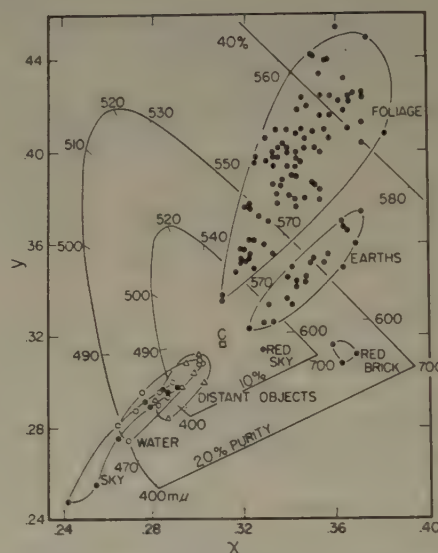 .44
.40
.36
.32
.28
.24
y
.24
.28
.32
.36
.40
.44
x
40%
560
520
530
FOLIAGE
510
550
580
520
540
570
500
EARTHS
570
500
600
490
C
600
490
RED SKY
700
RED BRICK
700
10%
DISTANT OBJECTS
400
WATER
20% PURITY
470
SKY
400mμ